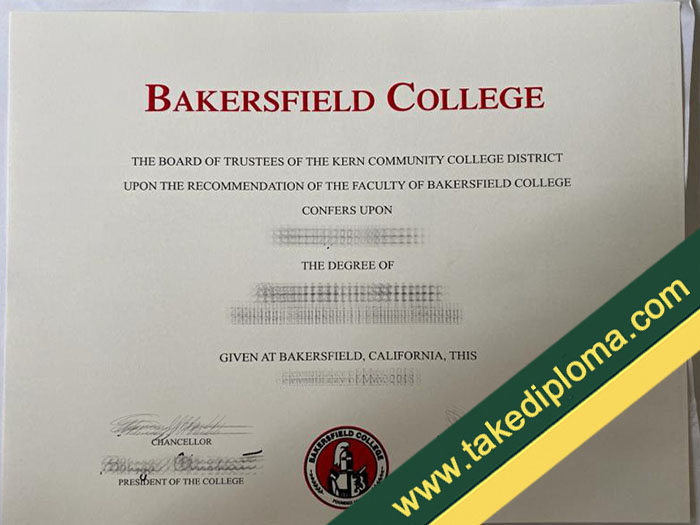 BAKERSFIELD COLLEGE
THE BOARD OF TRUSTEES OF THE KERN COMMUNITY COLLEGE DISTRICT
UPON THE RECOMMENDATION OF THE FACULTY OF BAKERSFIELD COLLEGE
CONFERS UPON
THE DEGREE OF
GIVEN AT BAKERSFIELD, CALIFORNIA, THIS
CHANCELLOR
PRESIDENT OF THE COLLEGE
BAKERSFIELD COLLEGE
www.takediploma.com